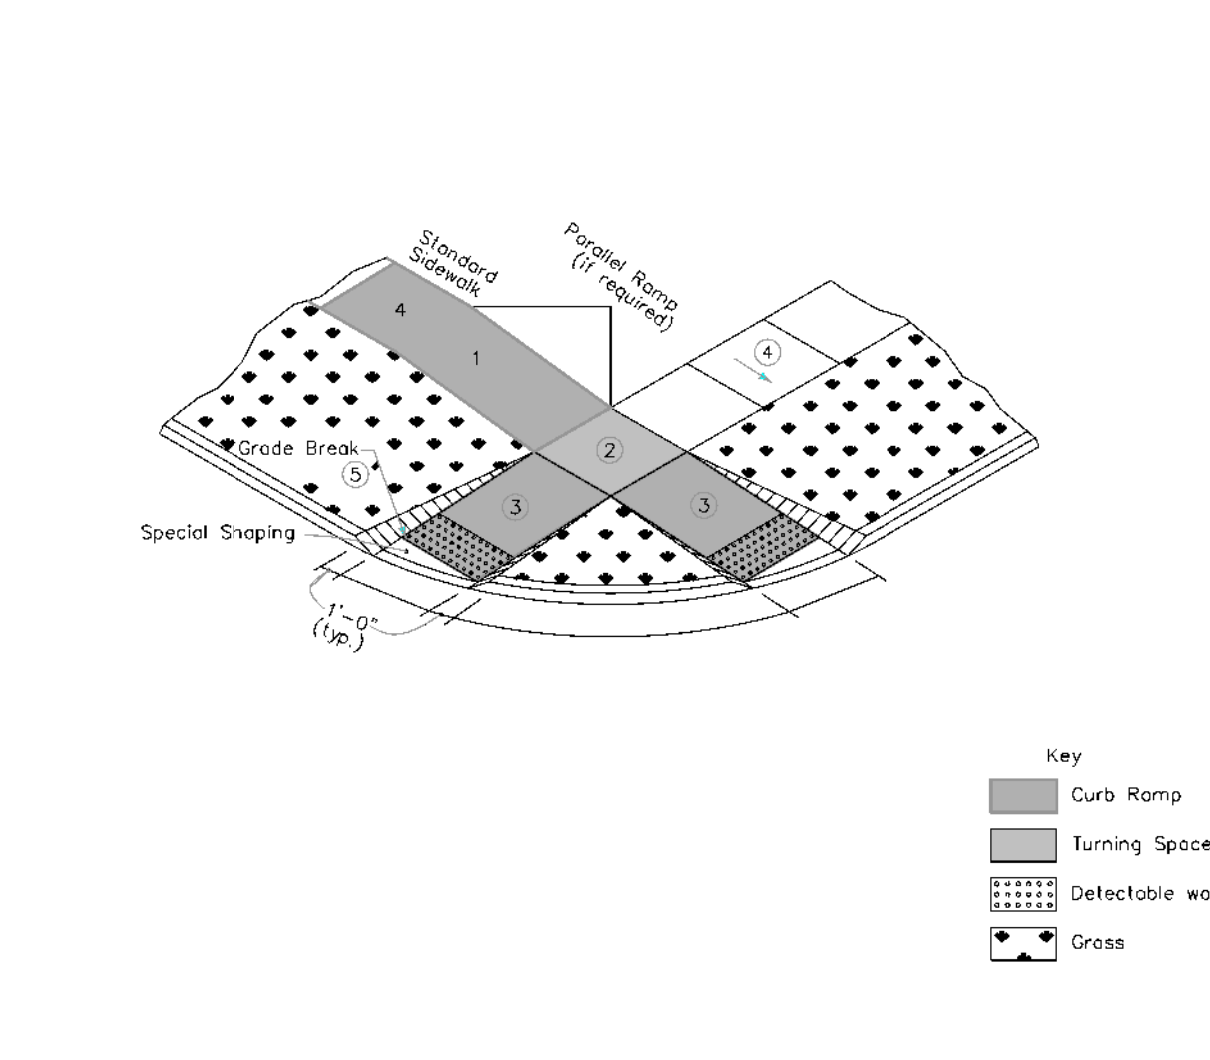 Standard
Sidewalk
Parallel Ramp
(if required)
4
1
4
2
Grade Break
5
3
3
Special Shaping
1'-0"
(typ.)
Key
Curb Ramp
Turning Space
Detectable wa
Grass